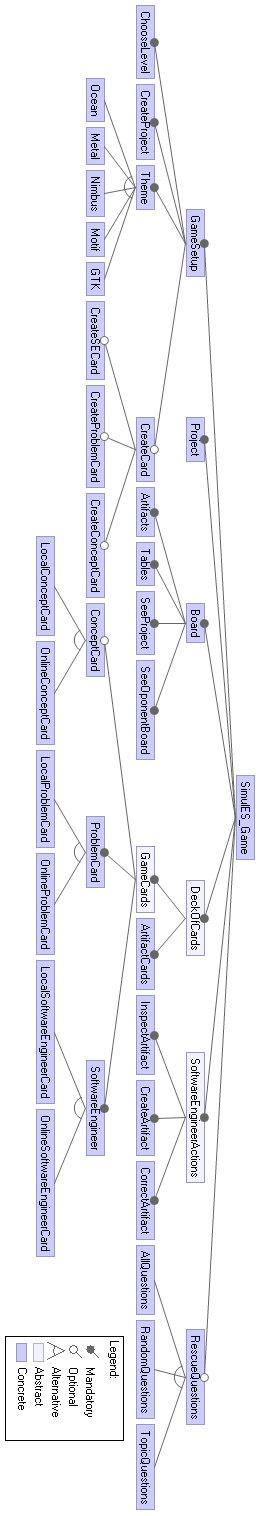 SimulES_Game
GameSetup
Project
Board
DeckOfCards
SoftwareEngineerActions
RescueQuestions
ChooseLevel
CreateProject
Theme
CreateCard
Artifacts
Tables
SeeProject
SeeOponentBoard
GameCards
ArtifactCards
InspectArtifact
CreateArtifact
CorrectArtifact
AllQuestions
RandomQuestions
TopicQuestions
Ocean
Metal
Nimbus
Motif
GTK
CreateSECard
CreateProblemCard
CreateConceptCard
ConceptCard
ProblemCard
SoftwareEngineer
LocalConceptCard
OnlineConceptCard
LocalProblemCard
OnlineProblemCard
LocalSoftwareEngineerCard
OnlineSoftwareEngineerCard
Legend:
Mandatory
Optional
Alternative
Abstract
Concrete